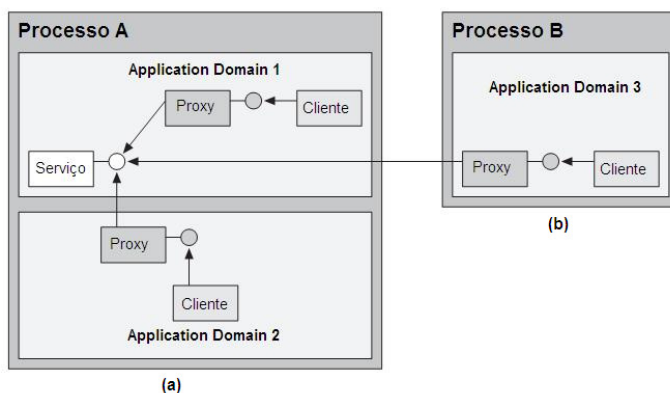 Processo A
Application Domain 1
Proxy
Cliente
Serviço
Proxy
Cliente
Application Domain 2
(a)
Processo B
Application Domain 3
Proxy
Cliente
(b)